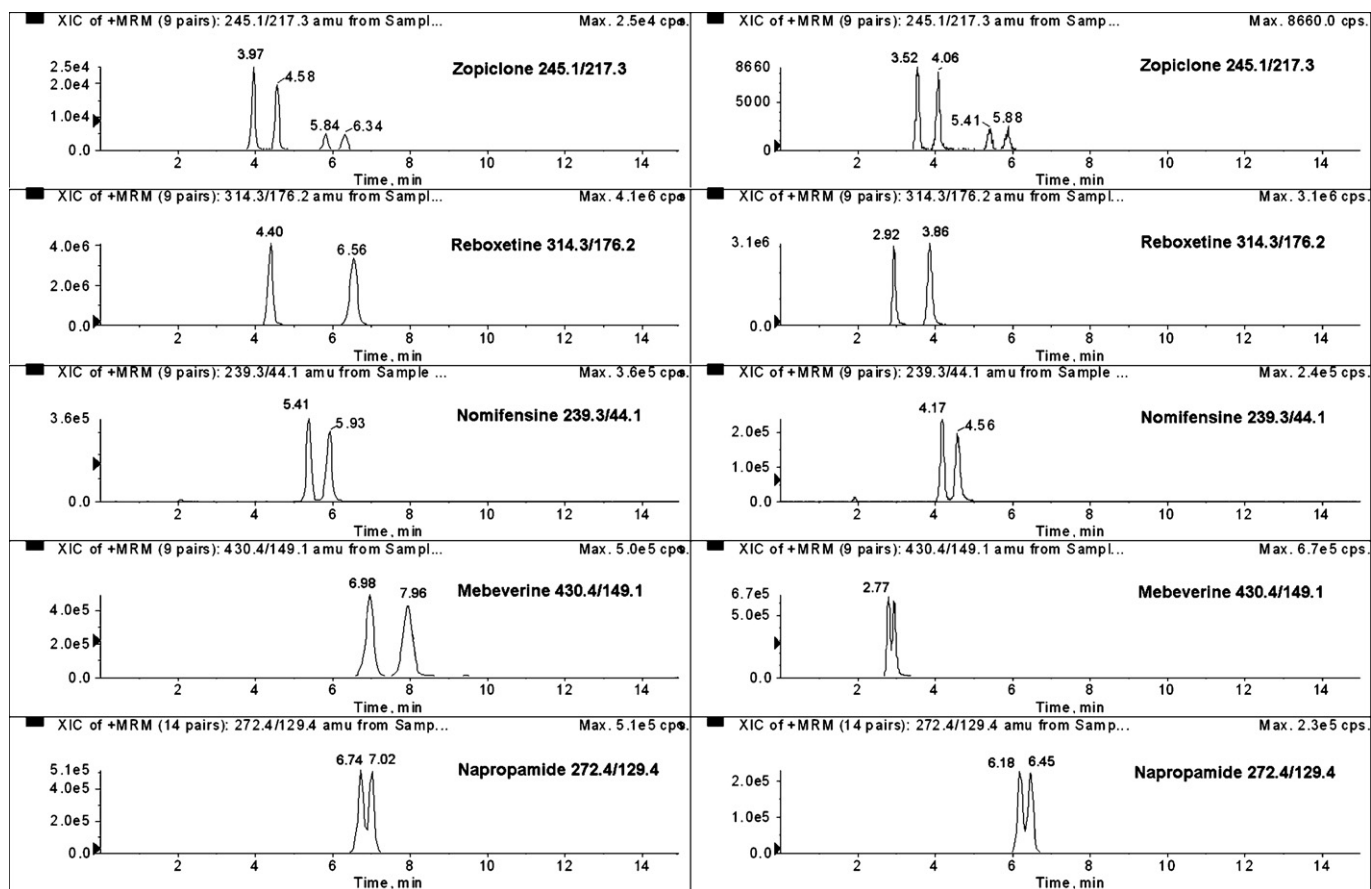 XIC of +MRM (9 pairs): 245.1/217.3 amu from Sampl... Max. 2.5e4 cps.
3.97
2.5e4
4.58
Zopiclone 245.1/217.3
2.0e4
1.0e4
5.84
6.34
0.0
2 4 6 8 10 12 14
Time, min
XIC of +MRM (9 pairs): 245.1/217.3 amu from Samp... Max. 8660.0 cps.
3.52
4.06
8660
Zopiclone 245.1/217.3
5000
5.41
5.88
0
2 4 6 8 10 12 14
Time, min
XIC of +MRM (9 pairs): 314.3/176.2 amu from Sampl... Max. 4.1e6 cps
4.40
4.0e6
6.56
Reboxetine 314.3/176.2
2.0e6
0.0
2 4 6 8 10 12 14
Time, min
XIC of +MRM (9 pairs): 314.3/176.2 amu from Sampl... Max. 3.1e6 cps.
2.92
3.86
3.1e6
Reboxetine 314.3/176.2
0.0
2 4 6 8 10 12 14
Time, min
XIC of +MRM (9 pairs): 239.3/44.1 amu from Sample ... Max. 3.6e5 cps.
5.41
3.6e5
5.93
Nomifensine 239.3/44.1
0.0
2 4 6 8 10 12 14
Time, min
XIC of +MRM (9 pairs): 239.3/44.1 amu from Sample ... Max. 2.4e5 cps.
4.17
4.56
Nomifensine 239.3/44.1
2.0e5
1.0e5
0.0
2 4 6 8 10 12 14
Time, min
XIC of +MRM (9 pairs): 430.4/149.1 amu from Sampl... Max. 5.0e5 cps.
6.98
7.96
Mebeverine 430.4/149.1
4.0e5
2.0e5
0.0
2 4 6 8 10 12 14
Time, min
XIC of +MRM (9 pairs): 430.4/149.1 amu from Sampl... Max. 6.7e5 cps.
2.77
6.7e5
Mebeverine 430.4/149.1
5.0e5
0.0
2 4 6 8 10 12 14
Time, min
XIC of +MRM (14 pairs): 272.4/129.4 amu from Samp... Max. 5.1e5 cps
6.74
7.02
5.1e5
Napropamide 272.4/129.4
4.0e5
2.0e5
0.0
2 4 6 8 10 12 14
Time, min
XIC of +MRM (14 pairs): 272.4/129.4 amu from Samp... Max. 2.3e5 cps.
6.18
6.45
Napropamide 272.4/129.4
2.0e5
1.0e5
0.0
2 4 6 8 10 12 14
Time, min